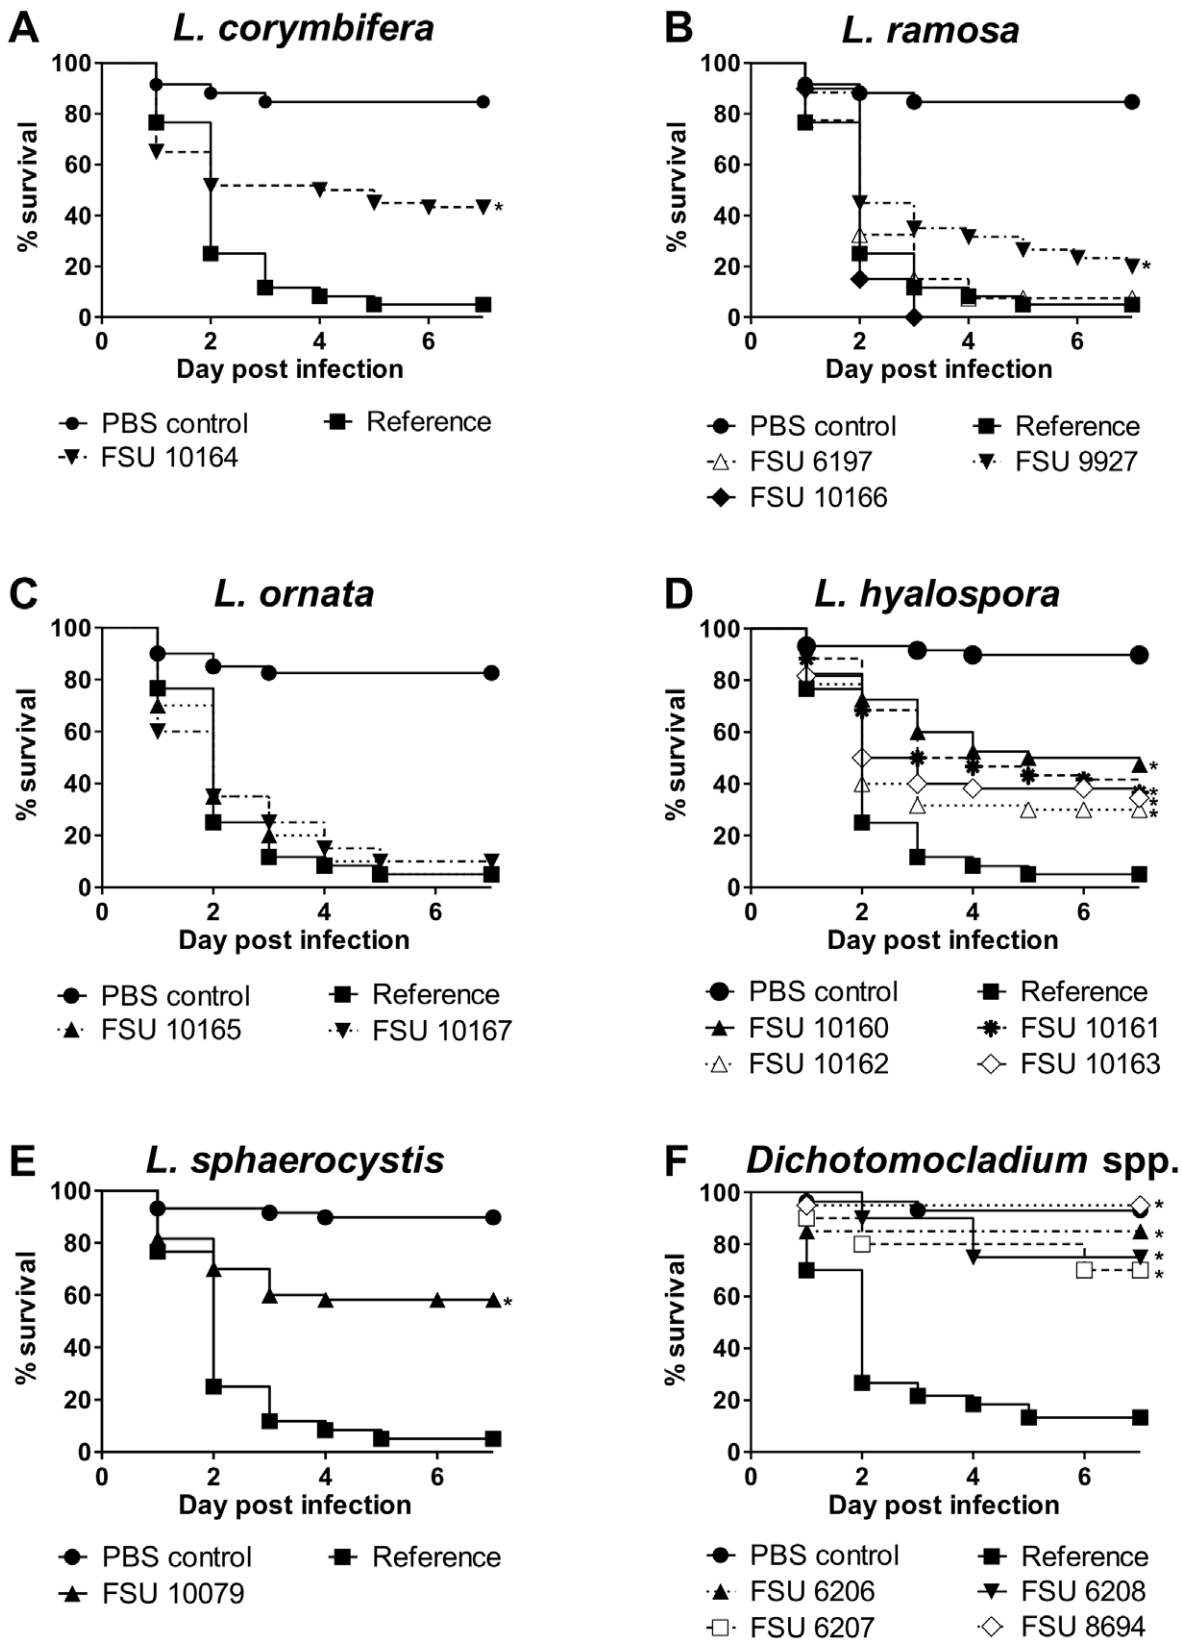 A L. corymbifera
% survival
100
80
60
40
20
0
0 2 4 6
*
Day post infection
PBS control Reference
FSU 10164
B L. ramosa
% survival
100
80
60
40
20
0
0 2 4 6
*
Day post infection
PBS control Reference
FSU 6197 FSU 9927
FSU 10166
C L. ornata
% survival
100
80
60
40
20
0
0 2 4 6
Day post infection
PBS control Reference
FSU 10165 FSU 10167
D L. hyalospora
% survival
100
80
60
40
20
0
0 2 4 6
*
*
*
*
Day post infection
PBS control Reference
FSU 10160 FSU 10161
FSU 10162 FSU 10163
E L. sphaerocystis
% survival
100
80
60
40
20
0
0 2 4 6
*
Day post infection
PBS control Reference
FSU 10079
F Dichotomocladium spp.
% survival
100
80
60
40
20
0
0 2 4 6
*
*
*
*
Day post infection
PBS control Reference
FSU 6206 FSU 6208
FSU 6207 FSU 8694